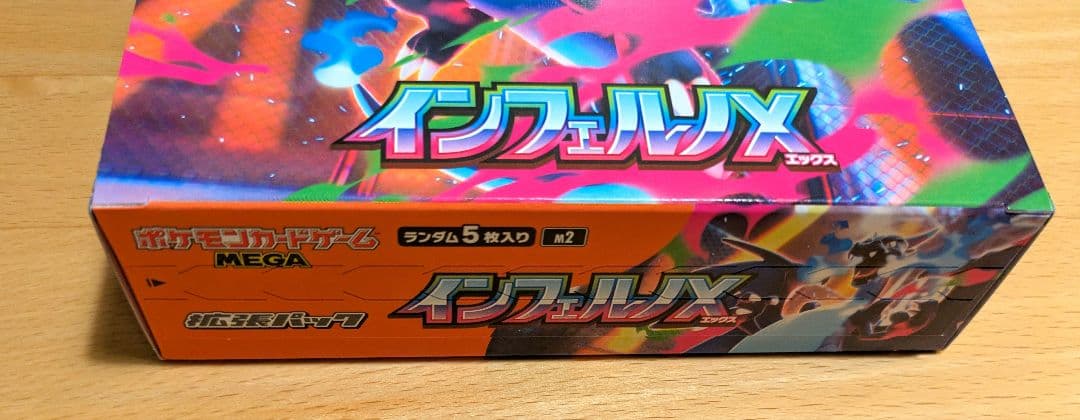 インフェルノX
エックス
ポケモンカードゲーム
MEGA
ランダム5枚入り M2
拡張パック
インフェルノX
エックス